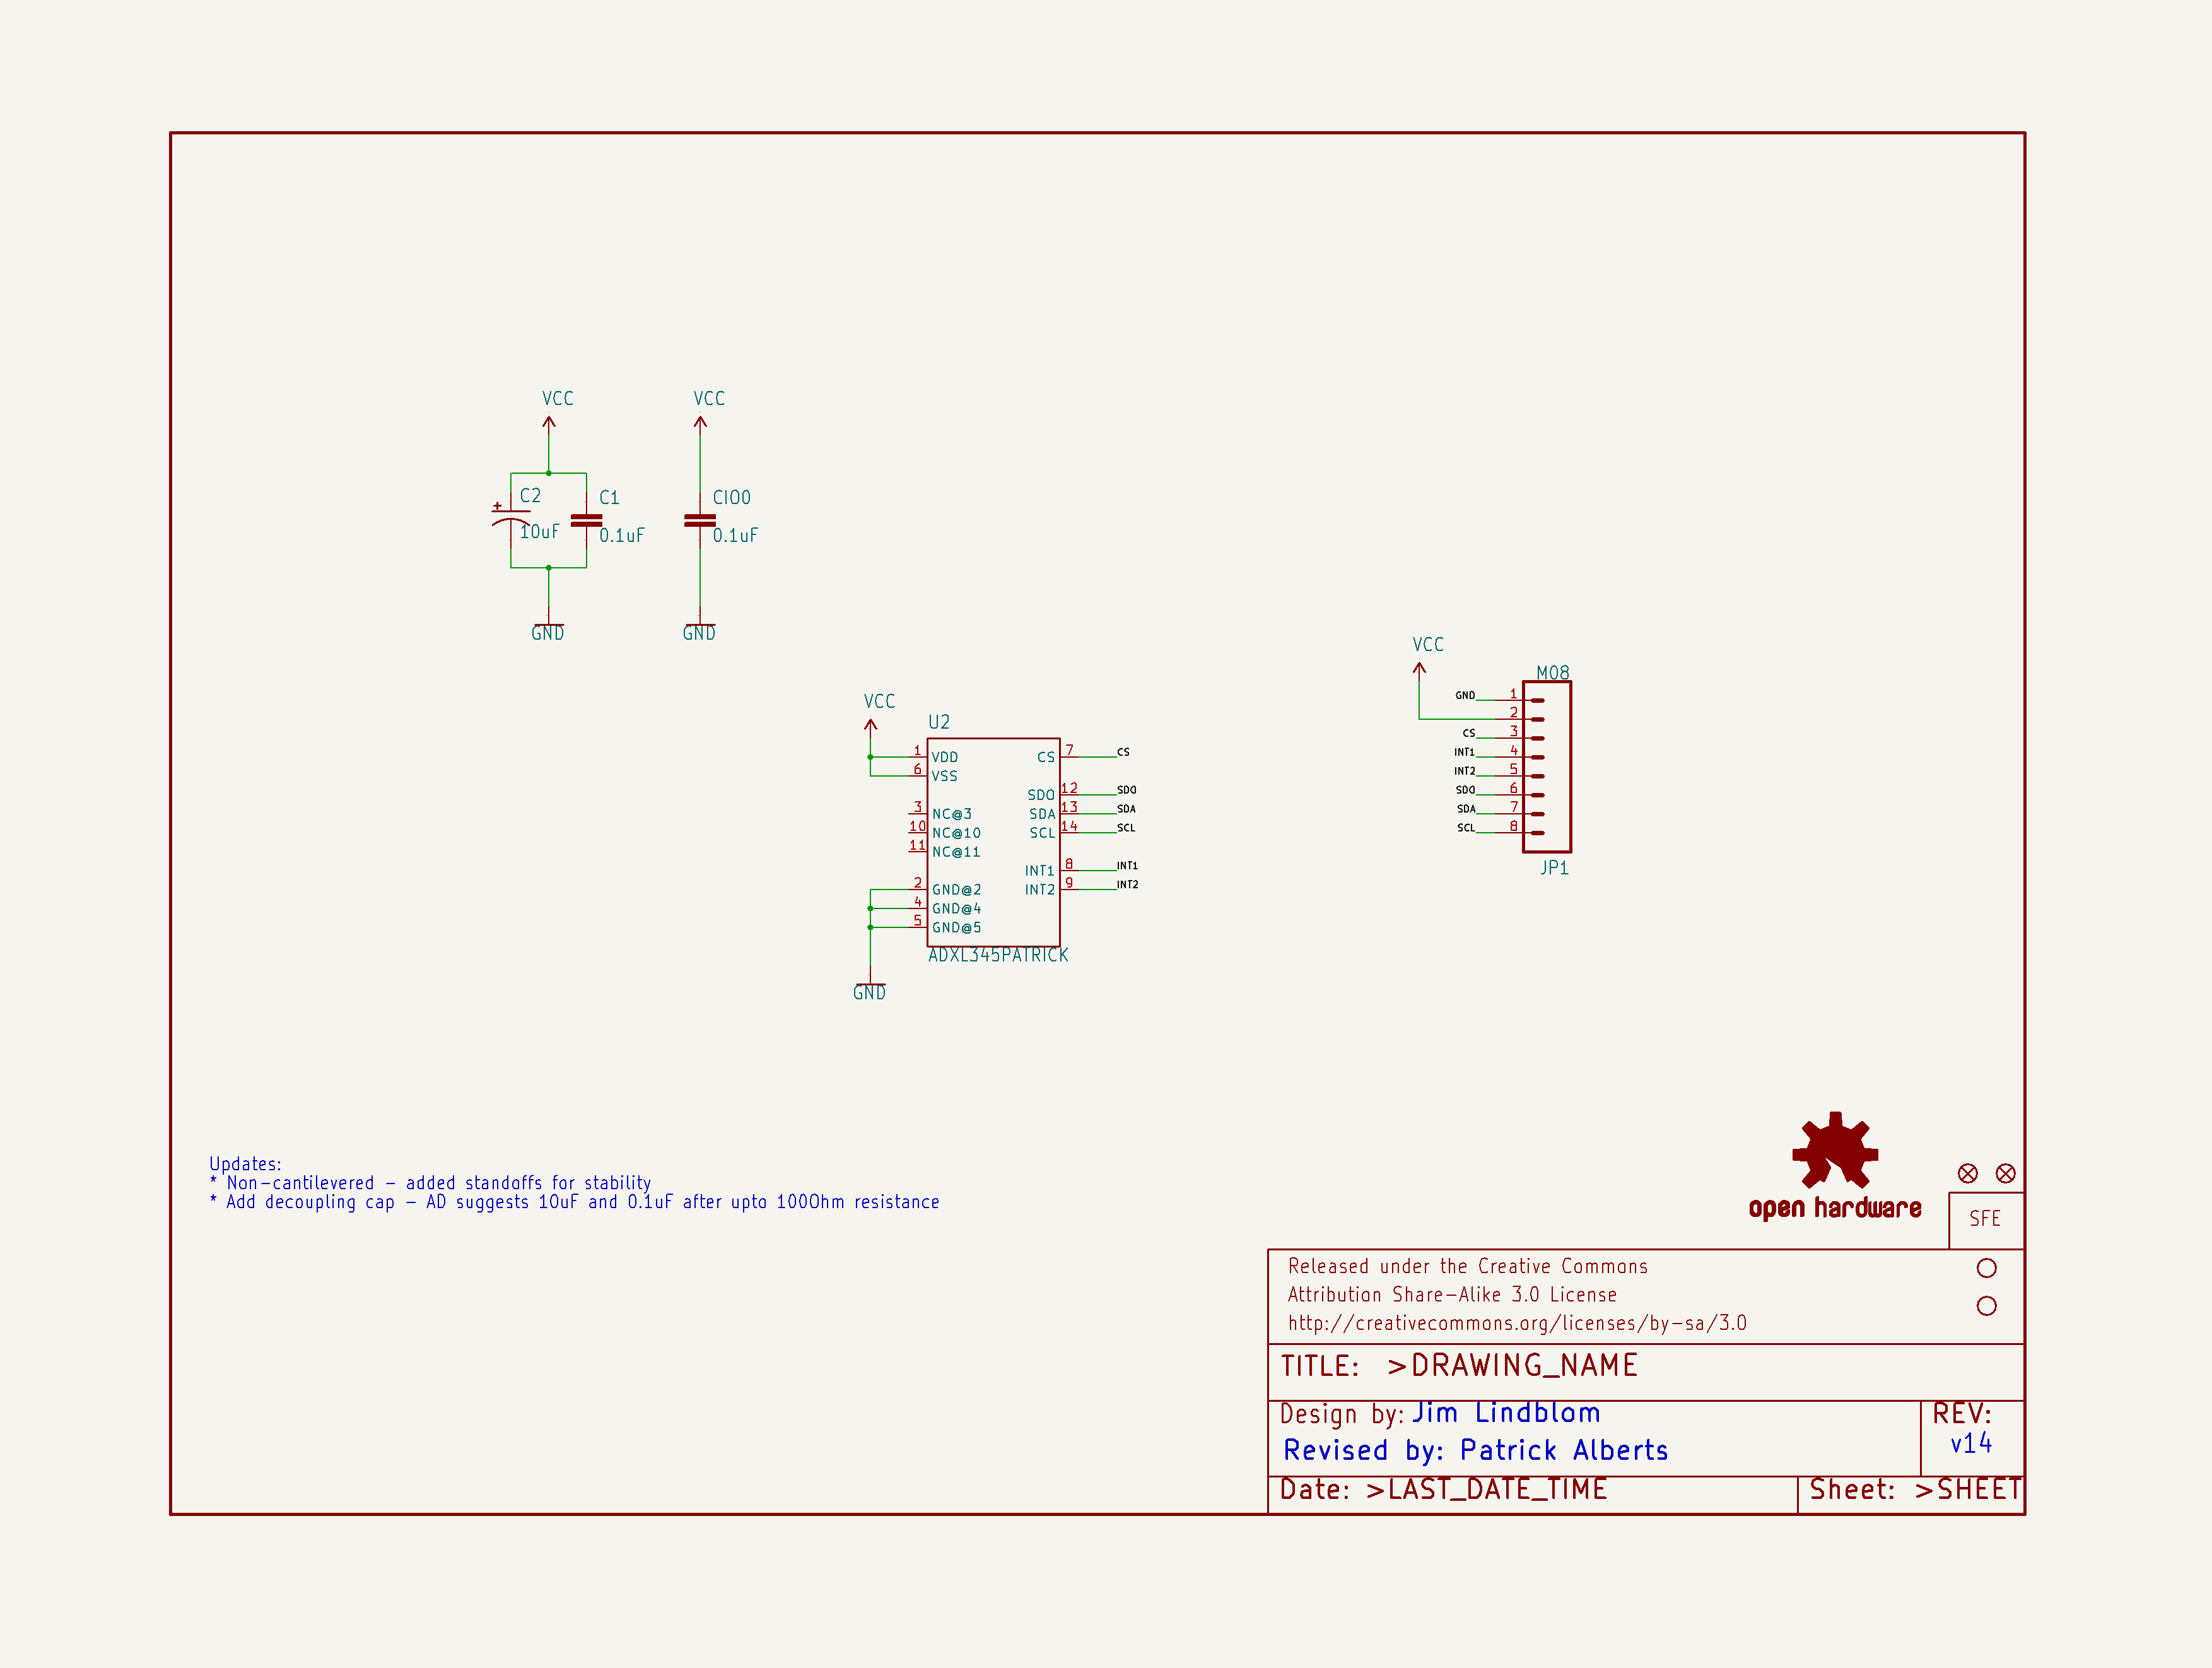 VCC
VCC
C2
10uF
C1
0.1uF
CIO0
0.1uF
GND
GND
VCC
U2
1 VDD
6 VSS
3 NC@3
10 NC@10
11 NC@11
2 GND@2
4 GND@4
5 GND@5
CS 7 CS
SDO 12 SDO
SDA 13 SDA
SCL 14 SCL
INT1 8 INT1
INT2 9 INT2
ADXL345PATRICK
GND
VCC
M08
GND 1
2
CS 3
INT1 4
INT2 5
SDO 6
SDA 7
SCL 8
JP1
Updates:
* Non-cantilevered - added standoffs for stability
* Add decoupling cap - AD suggests 10uF and 0.1uF after upto 100Ohm resistance
open hardware
SFE
Released under the Creative Commons
Attribution Share-Alike 3.0 License
http://creativecommons.org/licenses/by-sa/3.0
TITLE: >DRAWING_NAME
Design by: Jim Lindblom
Revised by: Patrick Alberts
REV:
v14
Date: >LAST_DATE_TIME
Sheet: >SHEET